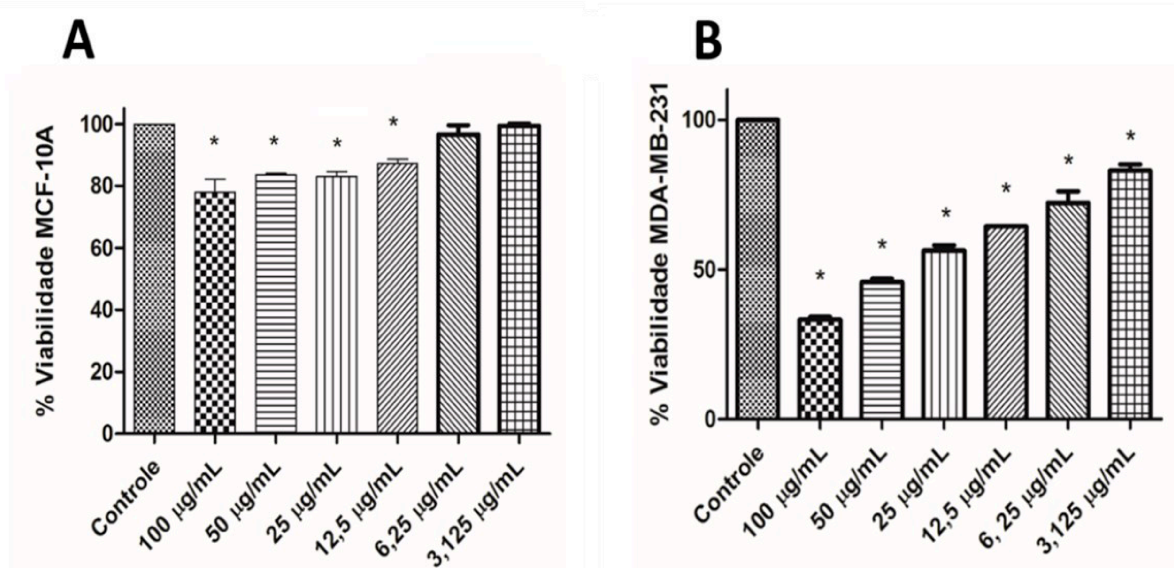 A
% Viabilidade MCF-10A
100
80
60
40
20
0
* * * *
Controle
100 µg/mL
50 µg/mL
25 µg/mL
12,5 µg/mL
6,25 µg/mL
3,125 µg/mL
B
% Viabilidade MDA-MB-231
100
50
0
* * * * * *
Controle
100 µg/mL
50 µg/mL
25 µg/mL
12,5 µg/mL
6, 25 µg/mL
3,125 µg/mL